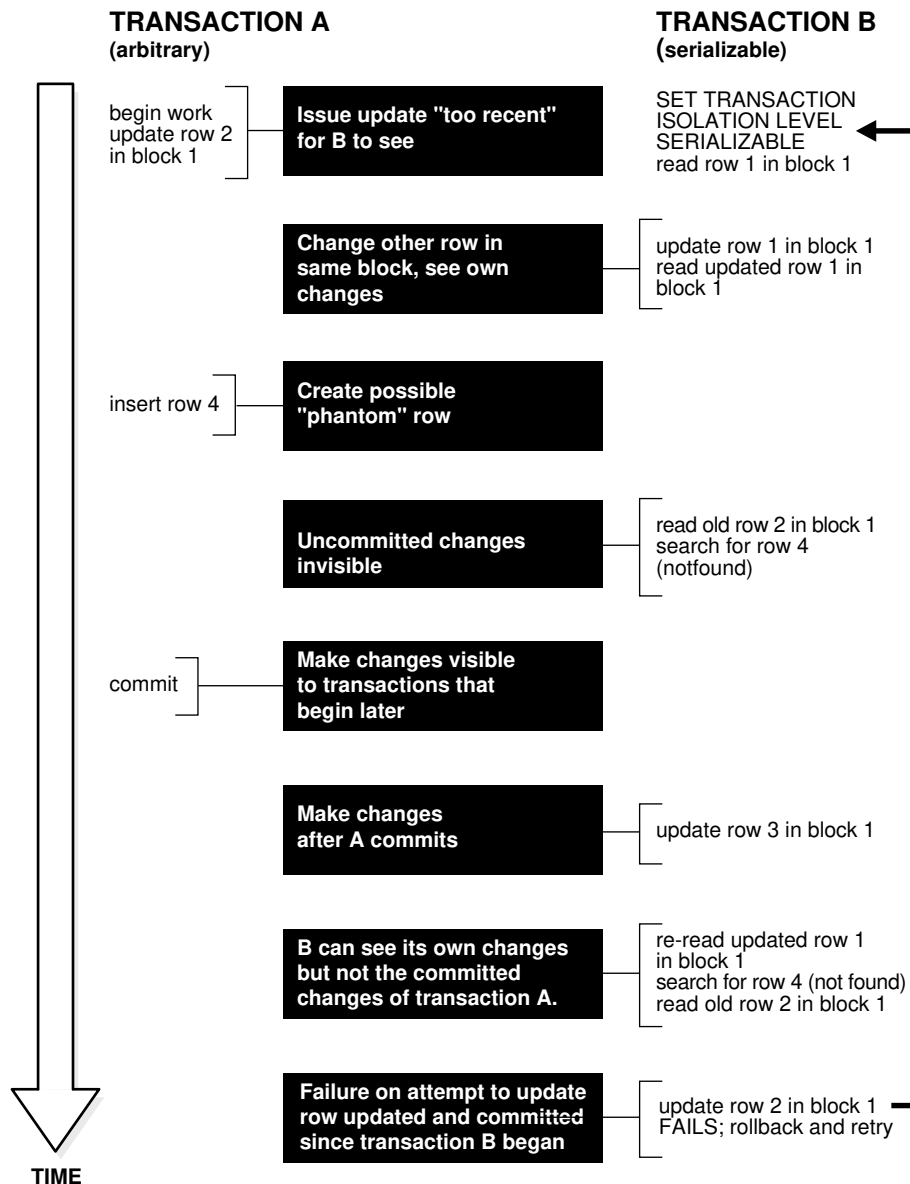 TRANSACTION A
(arbitrary)
TRANSACTION B
(serializable)
begin work
update row 2
in block 1
Issue update "too recent"
for B to see
SET TRANSACTION
ISOLATION LEVEL
SERIALIZABLE
read row 1 in block 1
Change other row in
same block, see own
changes
update row 1 in block 1
read updated row 1 in
block 1
insert row 4
Create possible
"phantom" row
Uncommitted changes
invisible
read old row 2 in block 1
search for row 4
(notfound)
commit
Make changes visible
to transactions that
begin later
Make changes
after A commits
update row 3 in block 1
B can see its own changes
but not the committed
changes of transaction A.
re-read updated row 1
in block 1
search for row 4 (not found)
read old row 2 in block 1
Failure on attempt to update
row updated and committed
since transaction B began
update row 2 in block 1
FAILS; rollback and retry
TIME